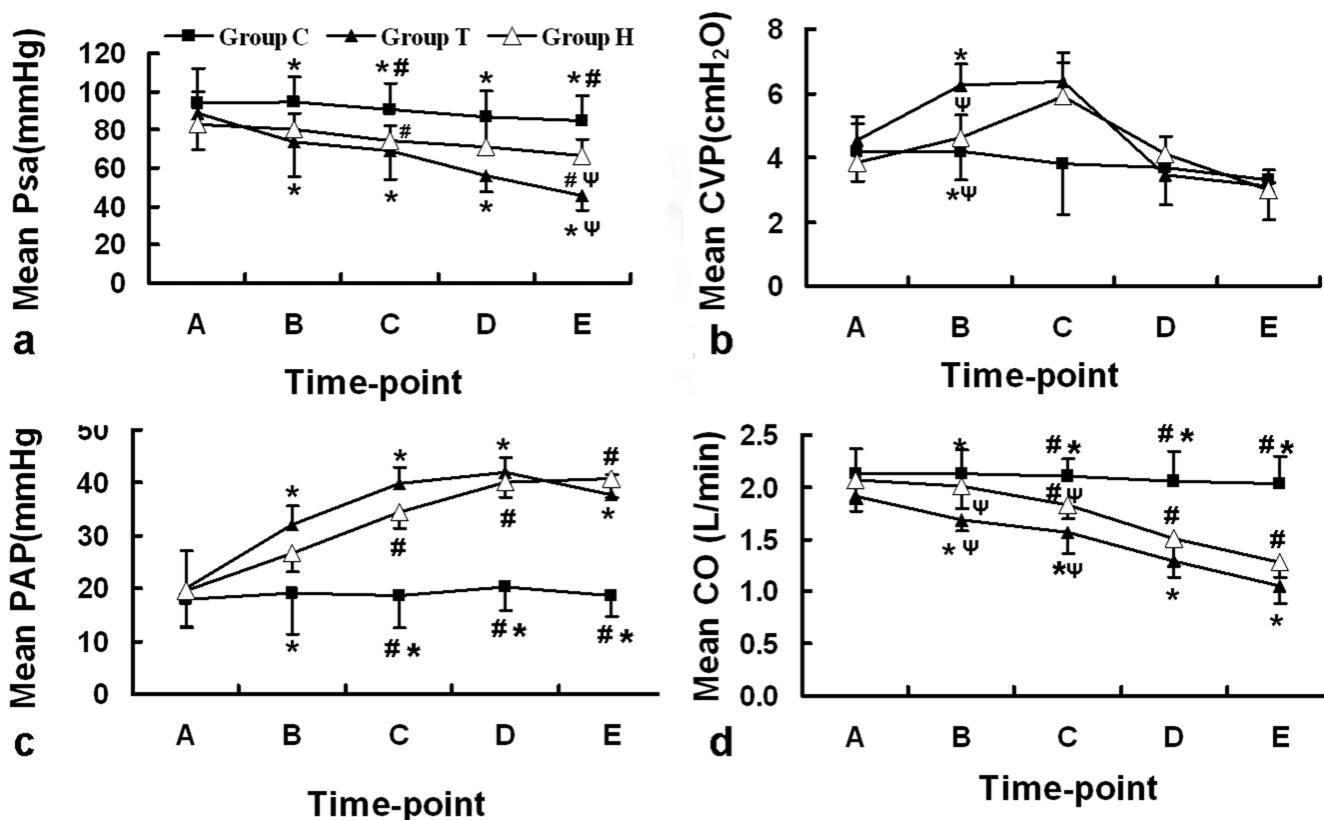 Group C Group T Group H
Mean Psa(mmHg)
120
100
80
60
40
20
0
* *# * *#
#
* * * #Ψ
*Ψ
A B C D E
a
Time-point
Mean CVP(cmH₂O)
8
6
4
2
0
*
Ψ
*Ψ
A B C D E
b
Time-point
Mean PAP(mmHg
50
40
30
20
10
0
* * * #
# # *
* #* #* #*
A B C D E
c
Time-point
Mean CO (L/min)
2.5
2.0
1.5
1.0
0.5
0.0
* #* #* #*
Ψ #Ψ # #
*Ψ *Ψ * *
A B C D E
d
Time-point